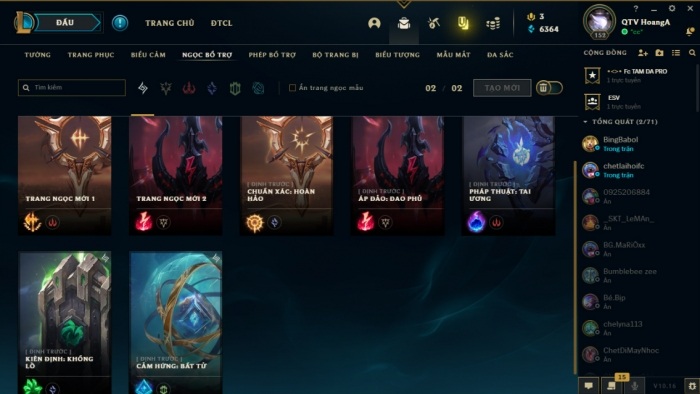 ĐẤU
TRANG CHỦ
ĐTCL
3
6364
152
QTV HoangA
"cc"
TƯỚNG
TRANG PHỤC
BIỂU CẢM
NGỌC BỔ TRỢ
PHÉP BỔ TRỢ
BỘ TRANG BỊ
BIỂU TƯỢNG
MẪU MẮT
ĐA SẮC
CỘNG ĐỒNG
Tìm kiếm
Ẩn trang ngọc mẫu
02 / 02
TẠO MỚI
Fc TAM DA PRO
1 trực tuyến
ESV
1 trực tuyến
TỔNG QUÁT (2/71)
BingBabol
Trong trận
chetlaihoifc
Trong trận
0925206884
Ẩn
_SKT_LeMAn_
Ẩn
BG.MaRiÔxx
Ẩn
Bumblebee zee
Ẩn
Bê.Bip
Ẩn
chelyna113
Ẩn
ChetDiMayNhoc
Ẩn
TRANG NGỌC MỚI 1
TRANG NGỌC MỚI 2
[ ĐỊNH TRƯỚC ]
CHUẨN XÁC: HOÀN HẢO
[ ĐỊNH TRƯỚC ]
ÁP ĐẢO: ĐAO PHỦ
[ ĐỊNH TRƯỚC ]
PHÁP THUẬT: TAI ƯƠNG
[ ĐỊNH TRƯỚC ]
KIÊN ĐỊNH: KHỔNG LỒ
[ ĐỊNH TRƯỚC ]
CẢM HỨNG: BẤT TỬ
15
V10.16